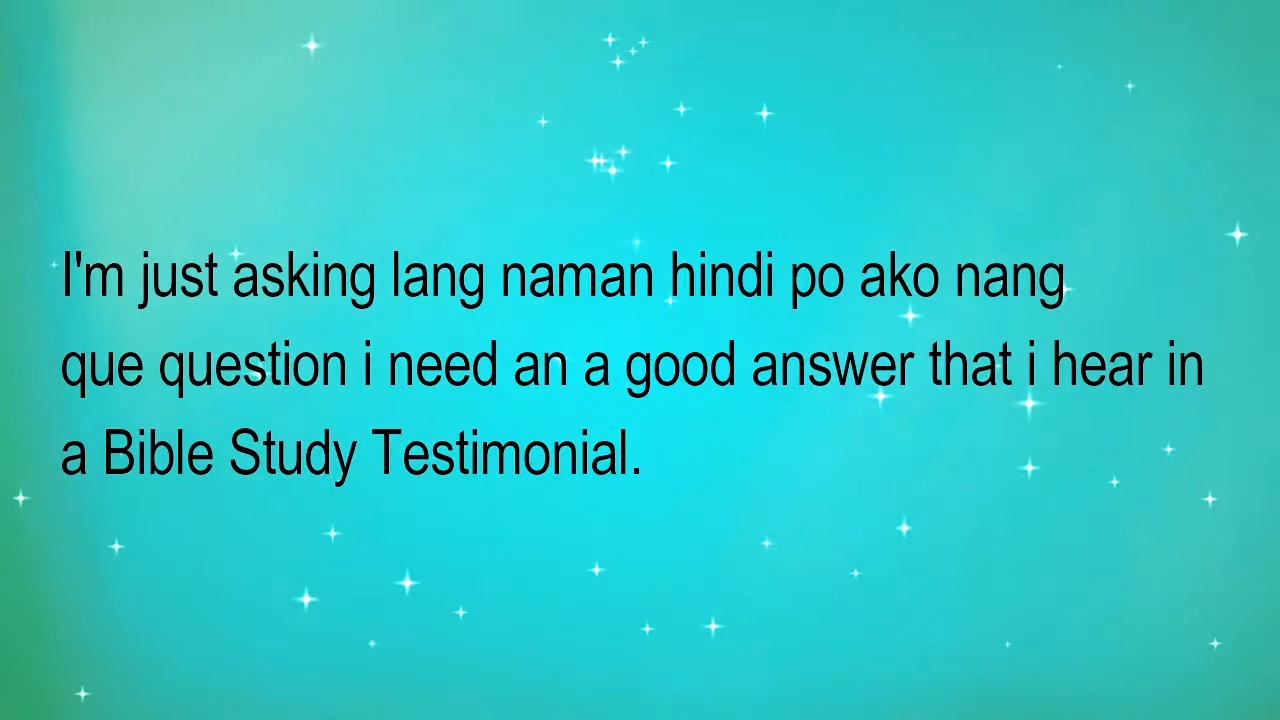 I'm just asking lang naman hindi po ako nang
que question i need an a good answer that i hear in
a Bible Study Testimonial.